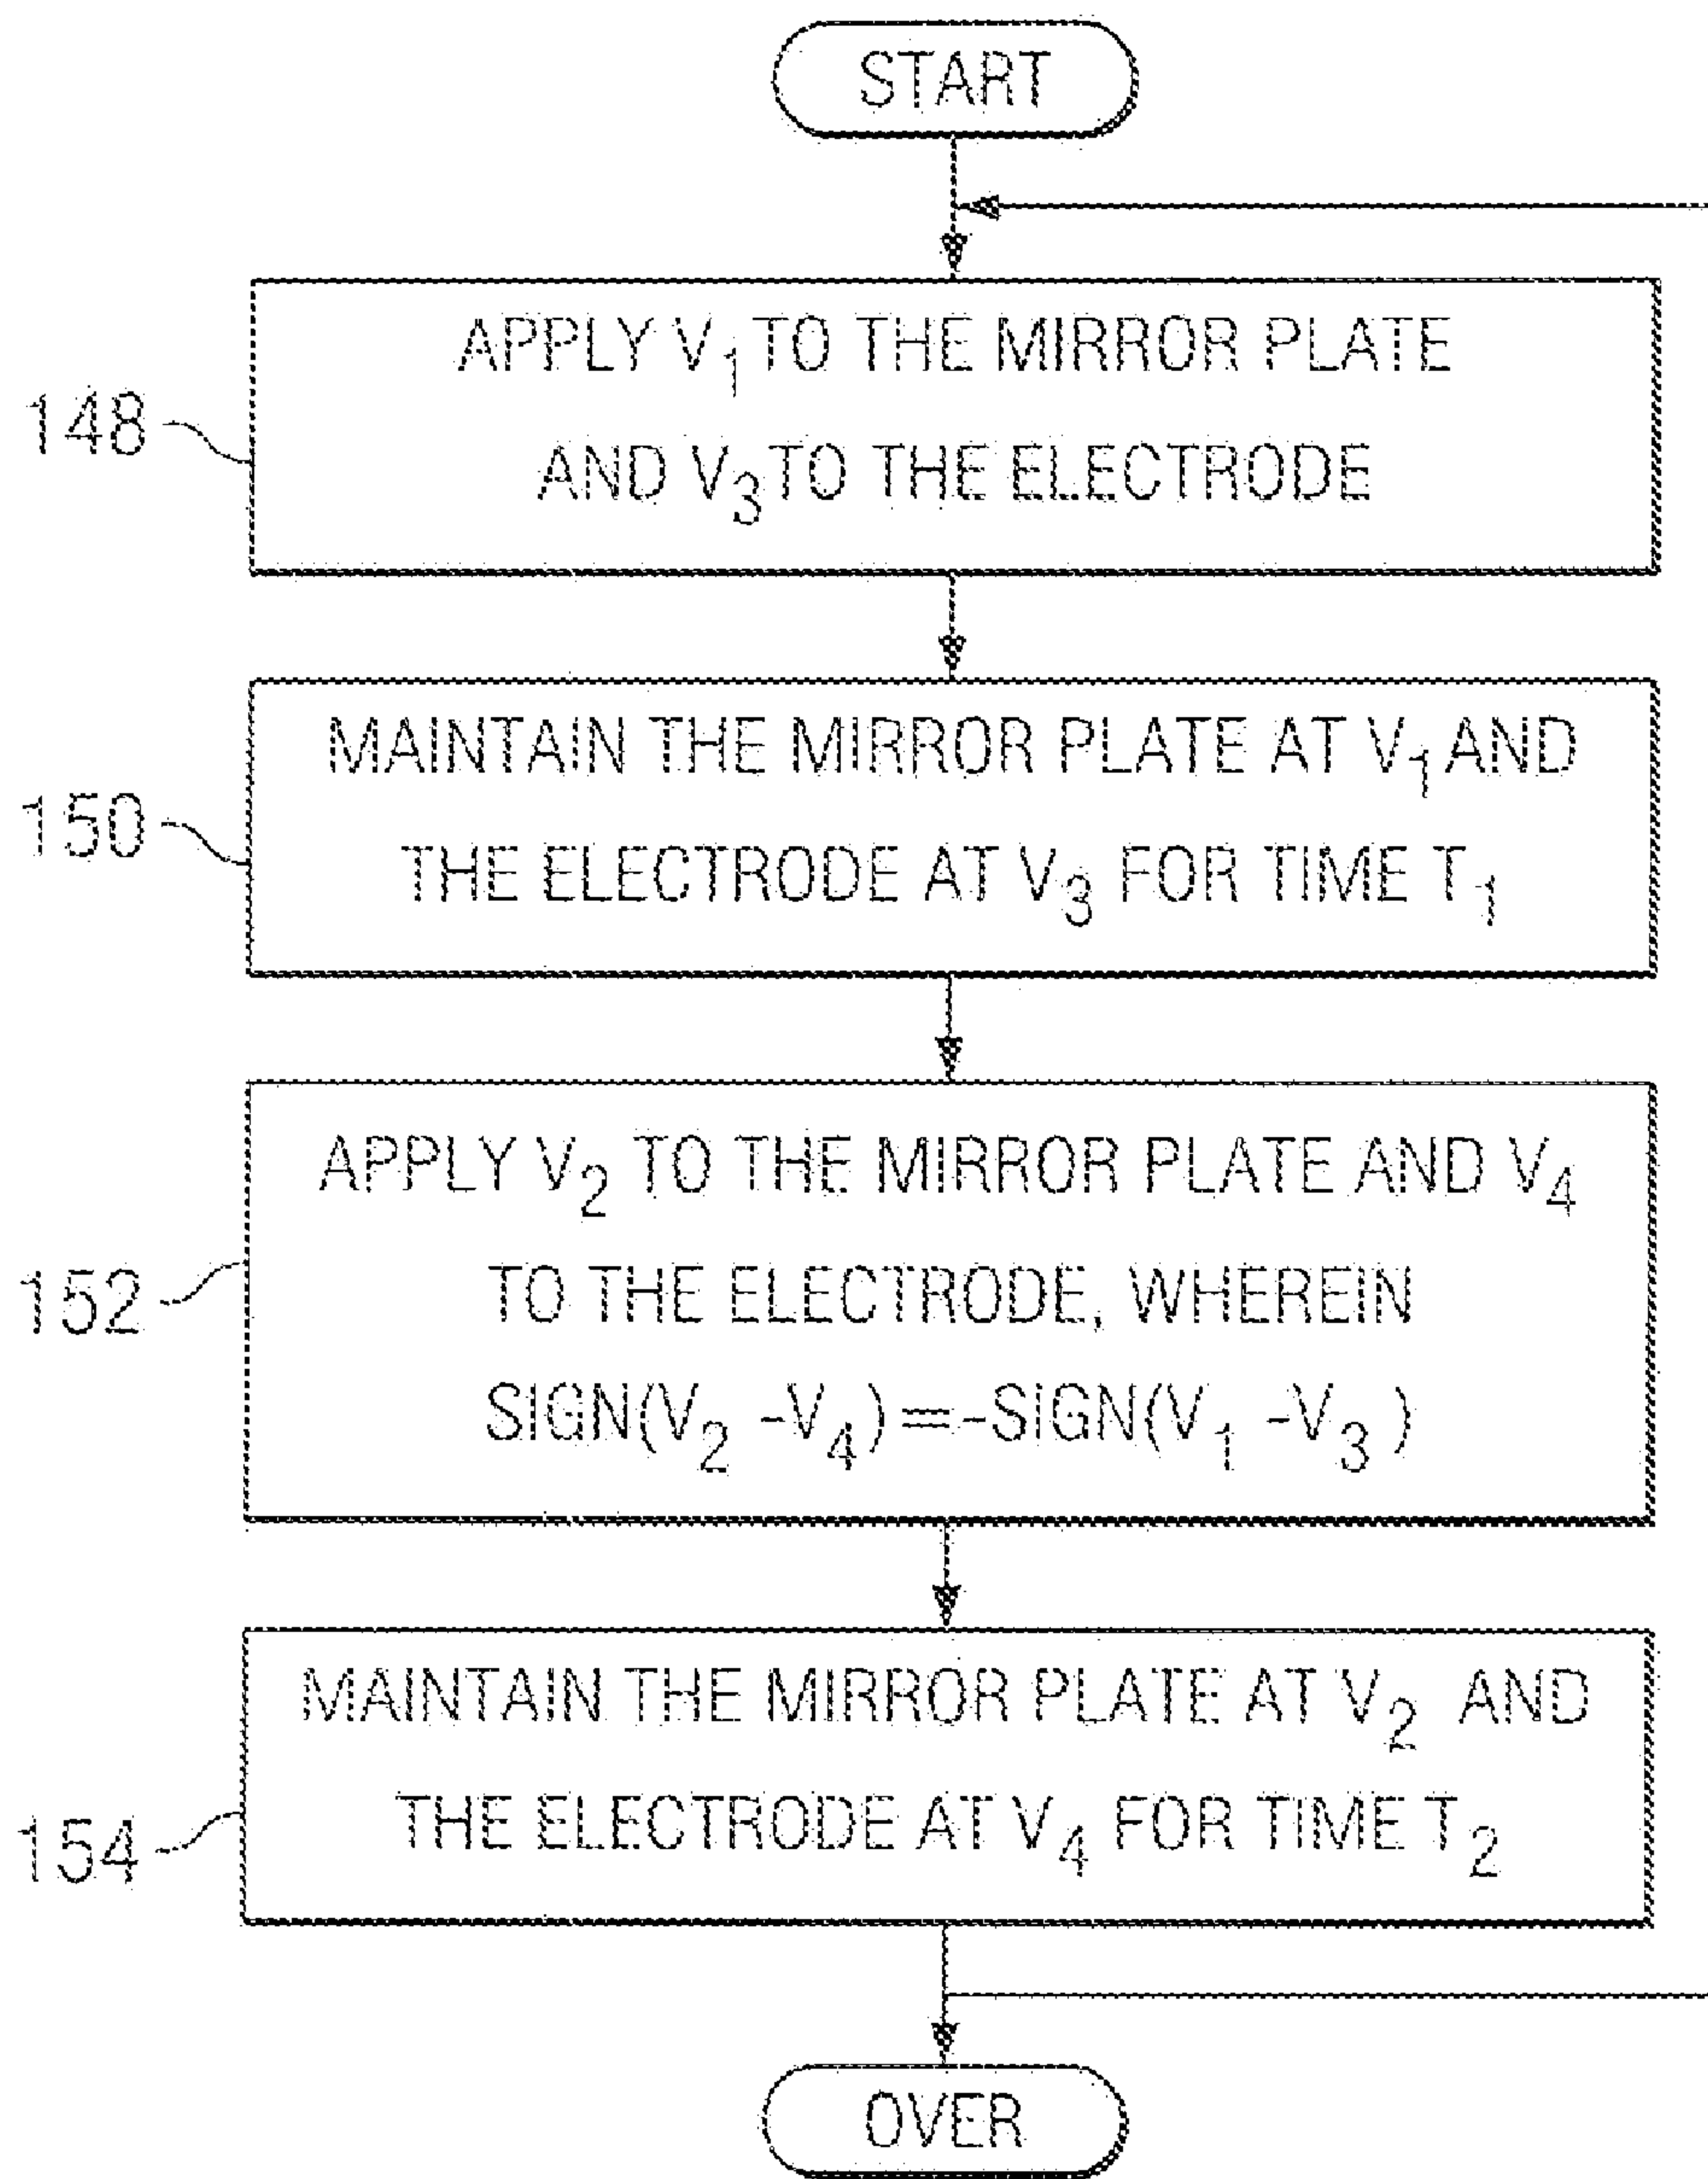 START
APPLY V₁ TO THE MIRROR PLATE
AND V₃ TO THE ELECTRODE
148
MAINTAIN THE MIRROR PLATE AT V₁ AND
THE ELECTRODE AT V₃ FOR TIME T₁
150
APPLY V₂ TO THE MIRROR PLATE AND V₄
TO THE ELECTRODE, WHEREIN
SIGN(V₂ -V₄)=-SIGN(V₁ -V₃)
152
MAINTAIN THE MIRROR PLATE AT V₂ AND
THE ELECTRODE AT V₄ FOR TIME T₂
154
OVER